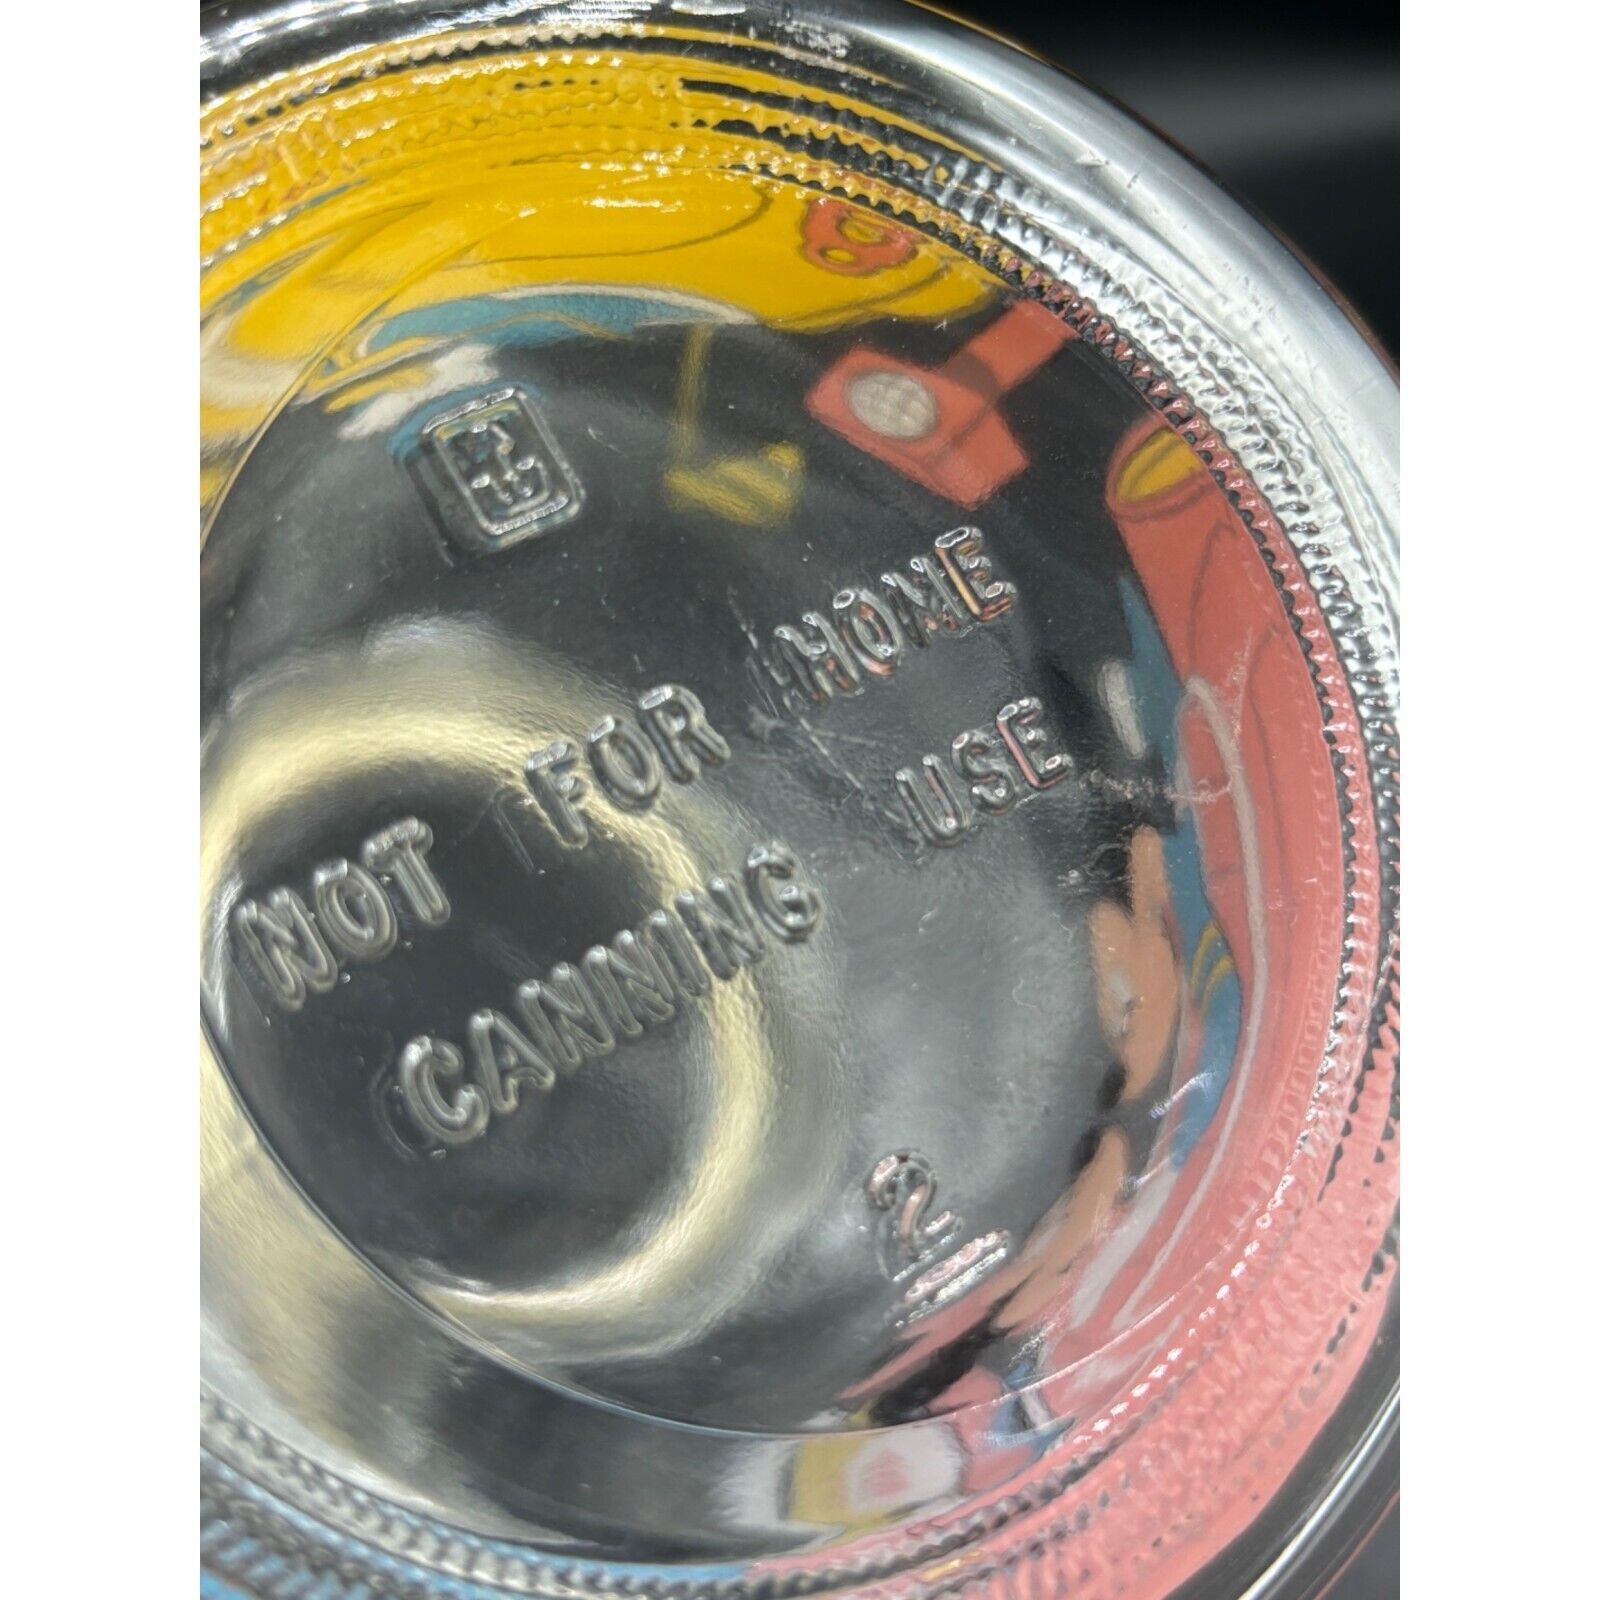 NOT FOR HOME
CANNING USE
2